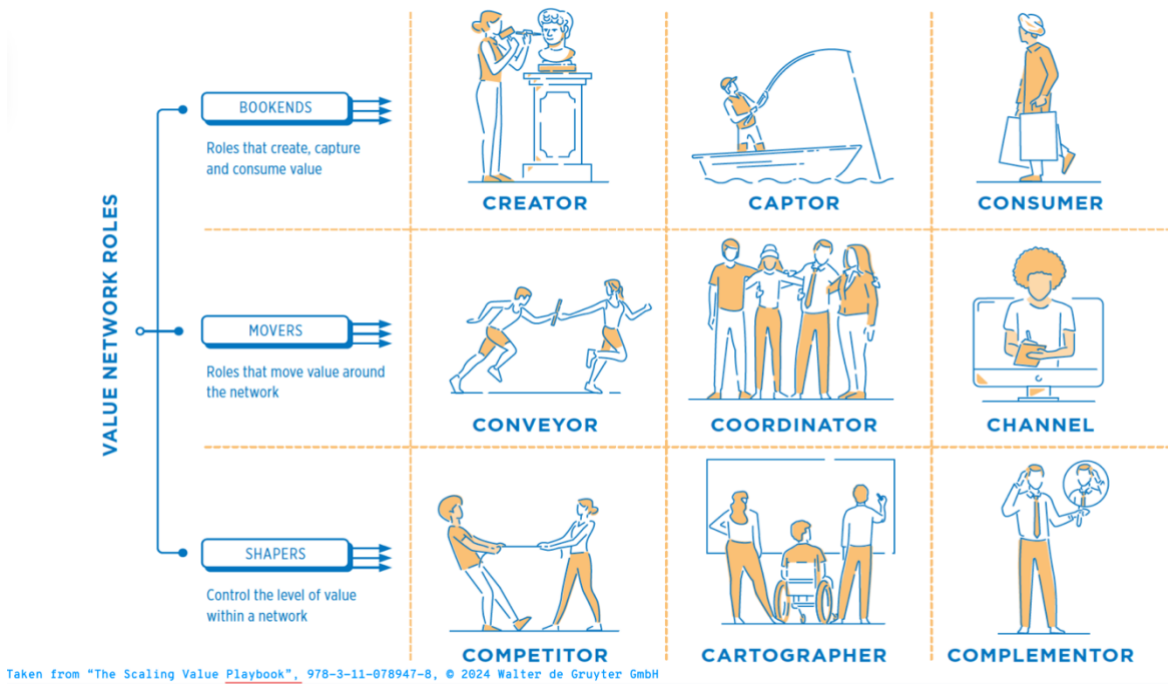 VALUE NETWORK ROLES
BOOKENDS
Roles that create, capture
and consume value
CREATOR
CAPTOR
CONSUMER
MOVERS
Roles that move value around
the network
CONVEYOR
COORDINATOR
CHANNEL
SHAPERS
Control the level of value
within a network
COMPETITOR
CARTOGRAPHER
COMPLEMENTOR
Taken from “The Scaling Value Playbook”, 978-3-11-078947-8, © 2024 Walter de Gruyter GmbH